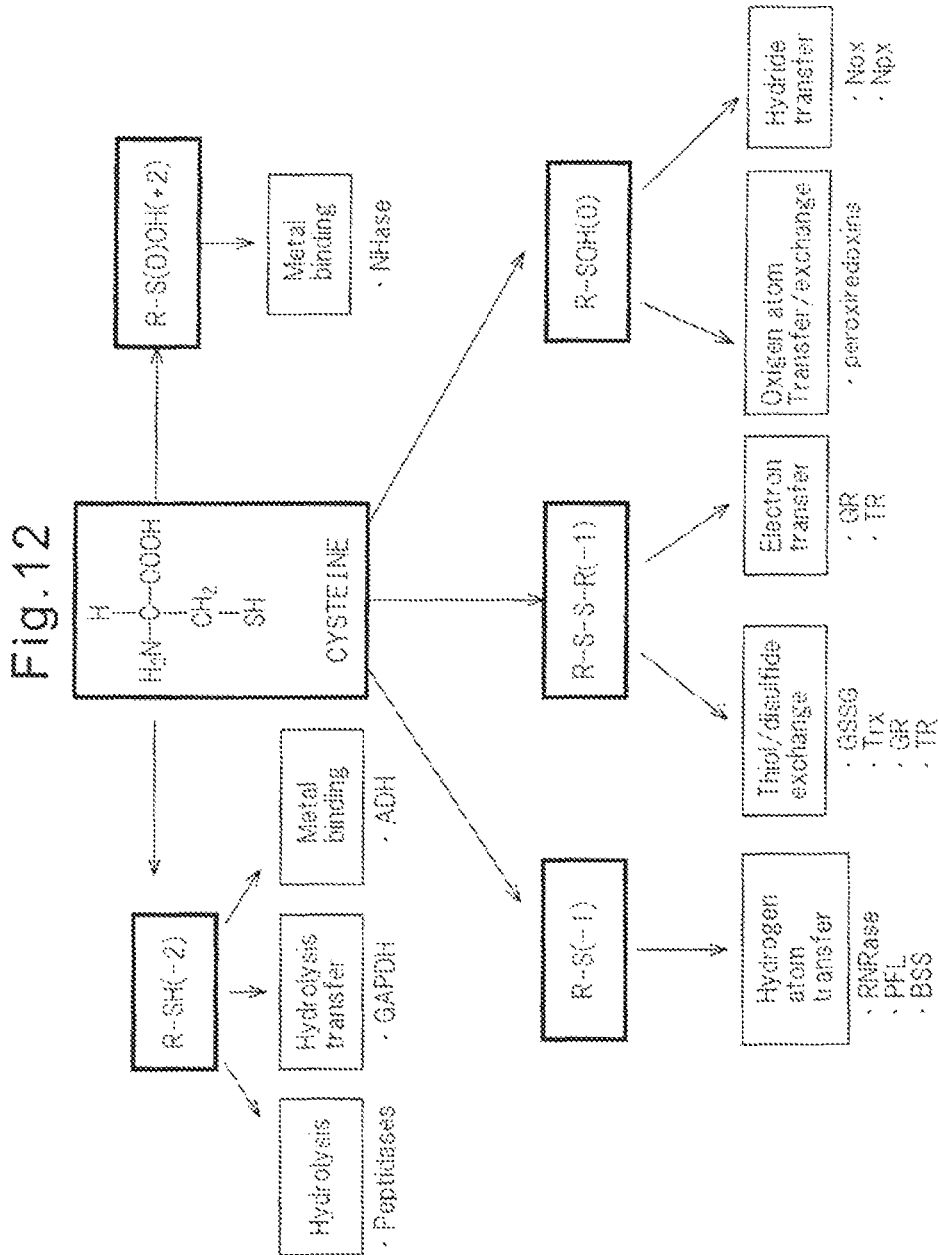 Fig.12
H
H2N-C-COOH
CH2
SH
CYSTEINE
R-SH(-2)
Hydrolysis
· Peptidases
Hydrolysis
transfer
· GAPDH
Metal
binding
· ADH
R-S(O)OH(+2)
Metal
binding
· NHase
R-S(-1)
Hydrogen
atom
transfer
· RNRase
· PFL
· BSS
R-S-S-R(-1)
Thiol/disulfide
exchange
· GSSG
· Trx
· GR
· TR
Electron
transfer
· GR
· TR
R-SOH(0)
Oxigen atom
Transfer/exchange
· peroxiredoxins
Hydride
transfer
· Nox
· Npx